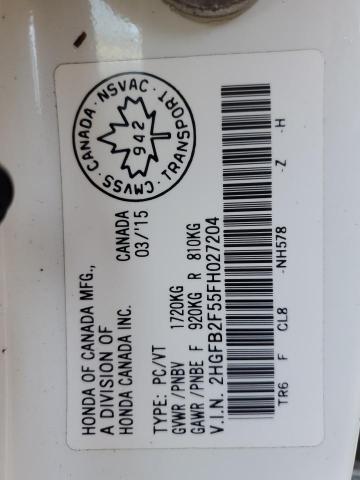 HONDA OF CANADA MFG.,
A DIVISION OF
HONDA CANADA INC.
CANADA
03/'15
CMVSS · CANADA · NSVAC · TRANSPORT
942
TYPE: PC/VT
GVWR /PNBV 1720KG
GAWR /PNBE F 920KG R 810KG
V.I.N. 2HGFB2F55FH027204
TR6 F CL8 -NH578 -Z -H